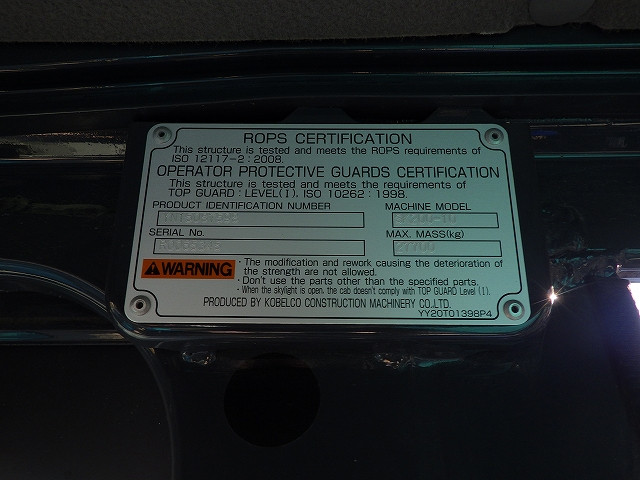 ROPS CERTIFICATION
This structure is tested and meets the ROPS requirements of
ISO 12117-2:2008.
OPERATOR PROTECTIVE GUARDS CERTIFICATION
This structure is tested and meets the requirements of
TOP GUARD:LEVEL(1), ISO 10262:1998.
PRODUCT IDENTIFICATION NUMBER
MACHINE MODEL
SERIAL No.
MAX. MASS(kg)
27700
WARNING
・The modification and rework causing the deterioration of
the strength are not allowed.
・Don't use the parts other than the specified parts.
・When the skylight is open, the cab doesn't comply with TOP GUARD Level (1).
PRODUCED BY KOBELCO CONSTRUCTION MACHINERY CO.,LTD.
YY20T01398P4